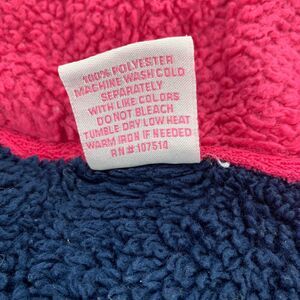 100% POLYESTER
MACHINE WASH COLD
SEPARATELY
WITH LIKE COLORS
DO NOT BLEACH
TUMBLE DRY LOW HEAT
WARM IRON IF NEEDED
RN# 107514